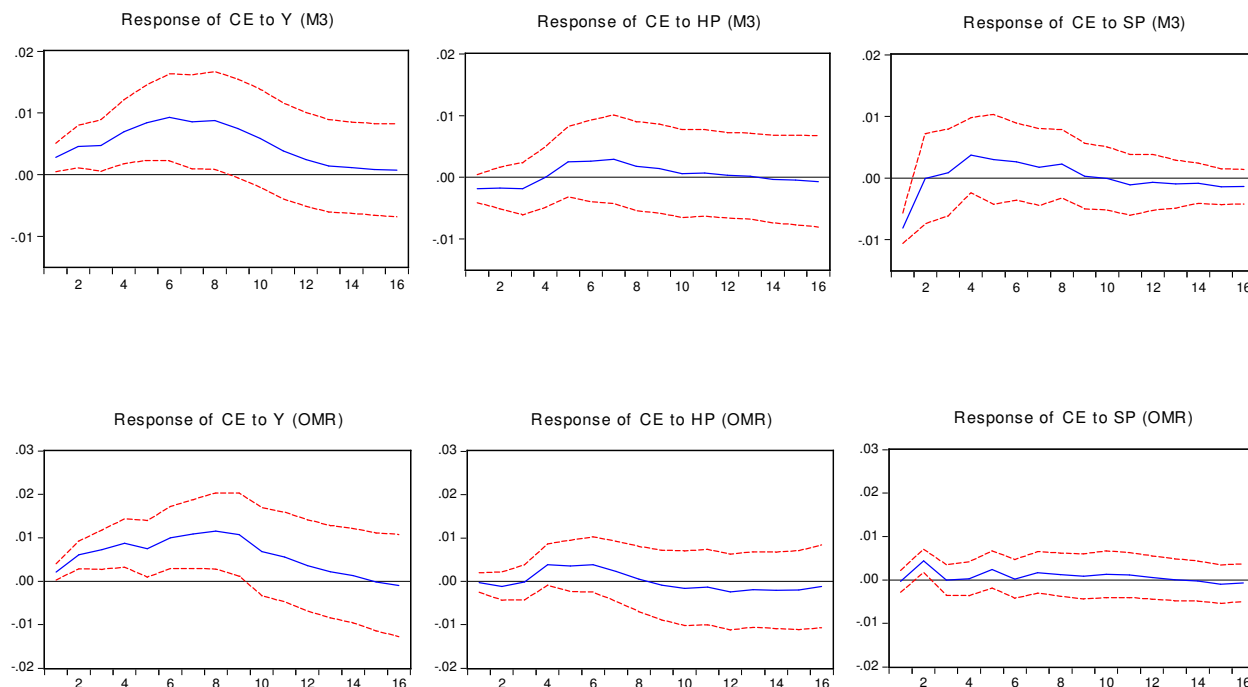 Response of CE to Y (M3)
.02
.01
.00
-.01
2 4 6 8 10 12 14 16
Response of CE to HP (M3)
.02
.01
.00
-.01
2 4 6 8 10 12 14 16
Response of CE to SP (M3)
.02
.01
.00
-.01
2 4 6 8 10 12 14 16
Response of CE to Y (OMR)
.03
.02
.01
.00
-.01
-.02
2 4 6 8 10 12 14 16
Response of CE to HP (OMR)
.03
.02
.01
.00
-.01
-.02
2 4 6 8 10 12 14 16
Response of CE to SP (OMR)
.03
.02
.01
.00
-.01
-.02
2 4 6 8 10 12 14 16